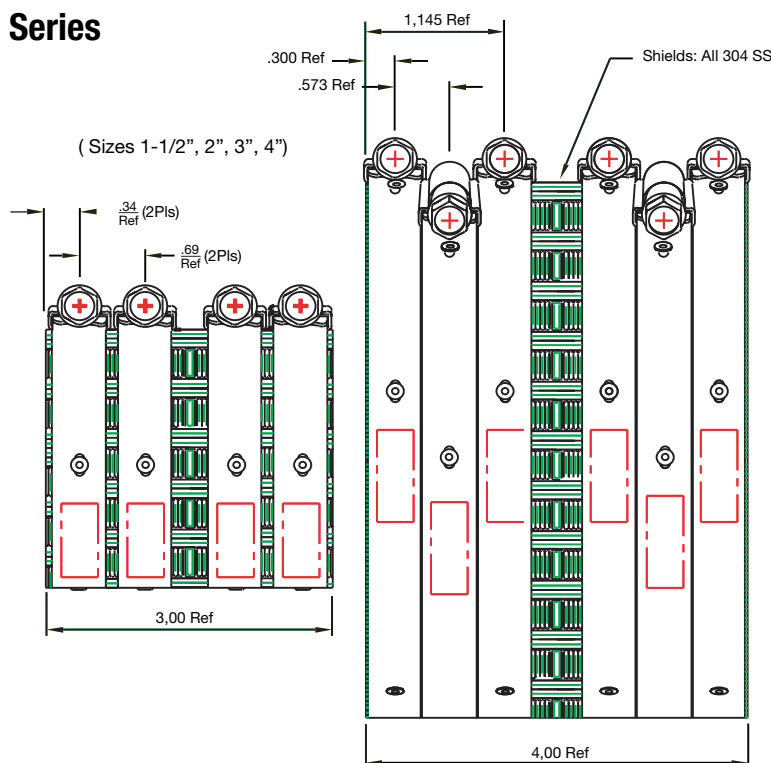 Series
1,145 Ref
.300 Ref
.573 Ref
Shields: All 304 SS
( Sizes 1-1/2”, 2”, 3”, 4”)
.34
Ref (2Pls)
.69
Ref (2Pls)
3,00 Ref
4,00 Ref